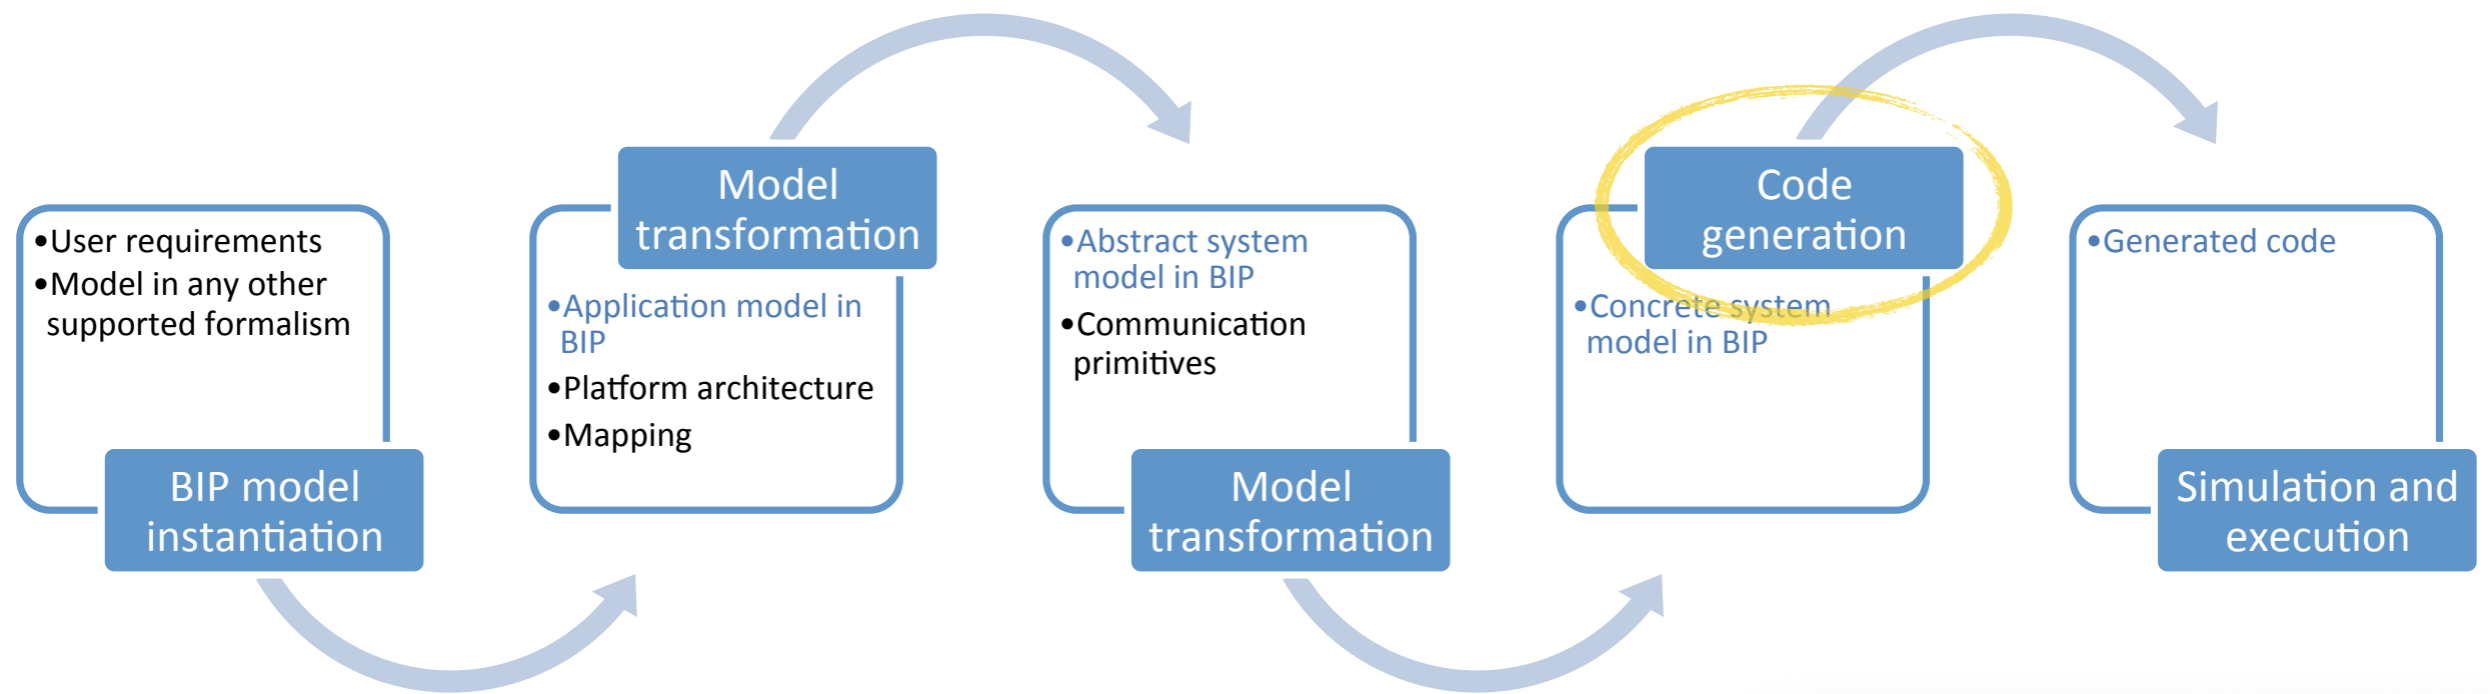 •User requirements
•Model in any other
supported formalism
BIP model
instantiation
Model
transformation
•Application model in
BIP
•Platform architecture
•Mapping
•Abstract system
model in BIP
•Communication
primitives
Model
transformation
Code
generation
•Concrete system
model in BIP
•Generated code
Simulation and
execution